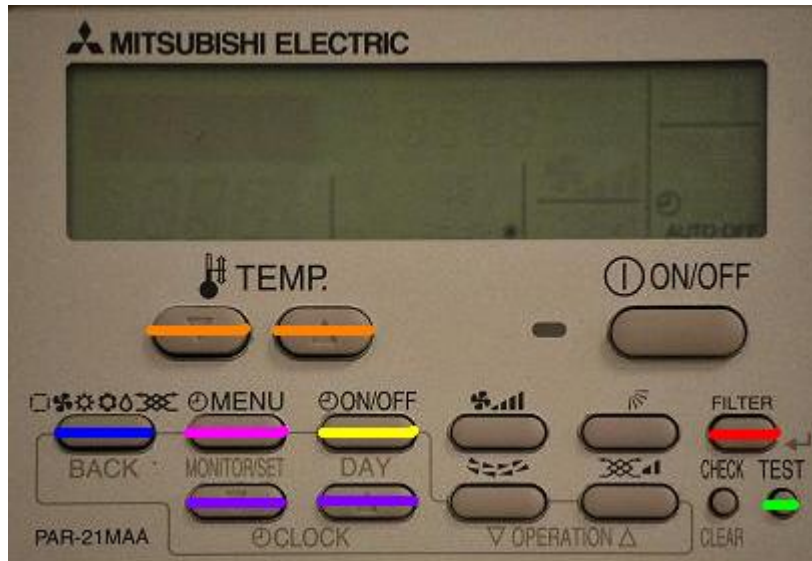 MITSUBISHI ELECTRIC
AUTO OFF
TEMP.
ON/OFF
MENU
ON/OFF
FILTER
BACK
MONITOR/SET
DAY
CHECK
TEST
PAR-21MAA
CLOCK
OPERATION
CLEAR